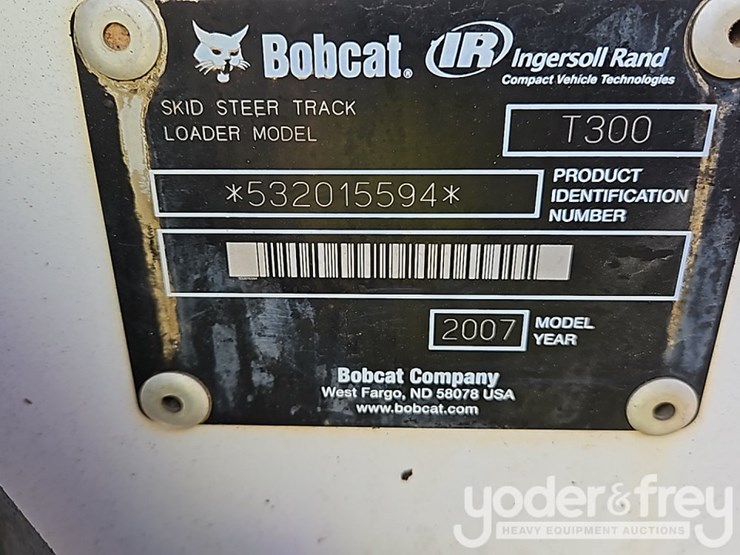 Bobcat®
IR Ingersoll Rand
Compact Vehicle Technologies
SKID STEER TRACK
LOADER MODEL
T300
*532015594*
PRODUCT
IDENTIFICATION
NUMBER
2007
MODEL
YEAR
Bobcat Company
West Fargo, ND 58078 USA
www.bobcat.com
yoder&frey
HEAVY EQUIPMENT AUCTIONS